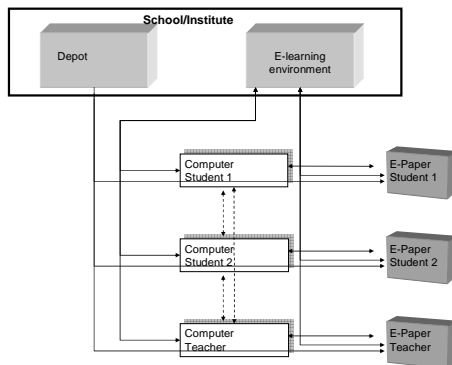 School/Institute
Depot
E-learning
environment
Computer
Student 1
E-Paper
Student 1
Computer
Student 2
E-Paper
Student 2
Computer
Teacher
E-Paper
Teacher